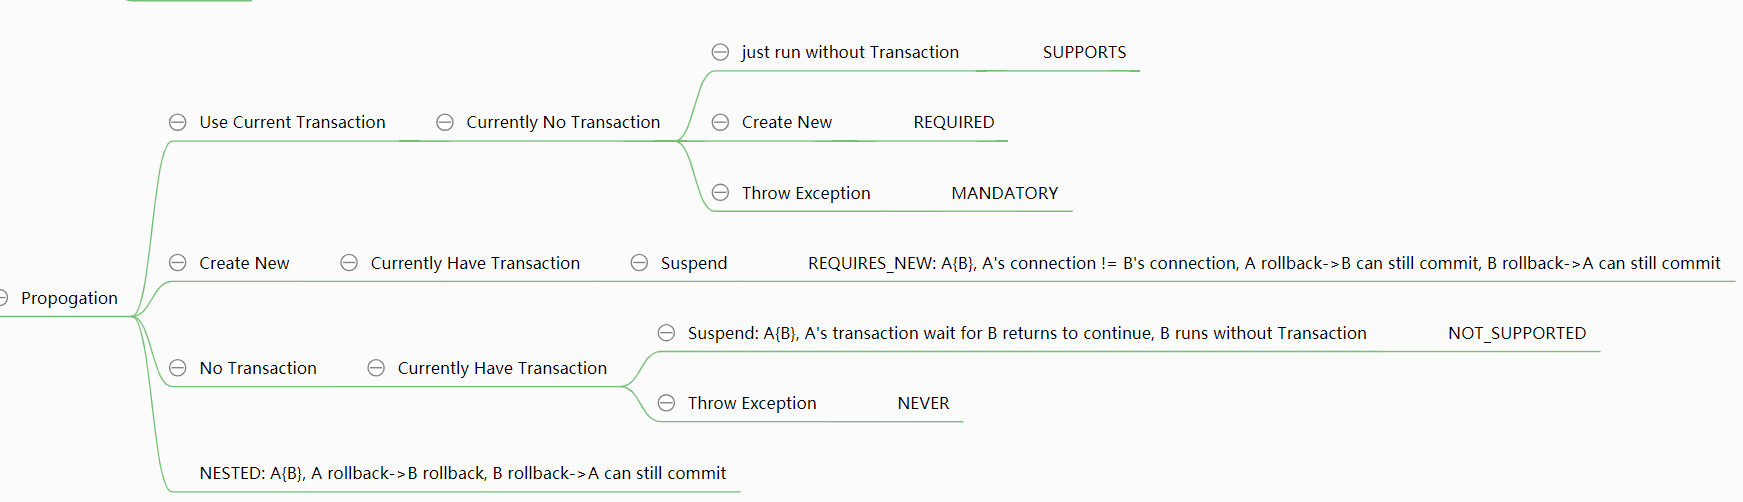 just run without Transaction SUPPORTS
Use Current Transaction Currently No Transaction Create New REQUIRED
Throw Exception MANDATORY
Create New Currently Have Transaction Suspend REQUIRES_NEW: A{B}, A's connection != B's connection, A rollback->B can still commit, B rollback->A can still commit
Propogation
Suspend: A{B}, A's transaction wait for B returns to continue, B runs without Transaction NOT_SUPPORTED
No Transaction Currently Have Transaction
Throw Exception NEVER
NESTED: A{B}, A rollback->B rollback, B rollback->A can still commit